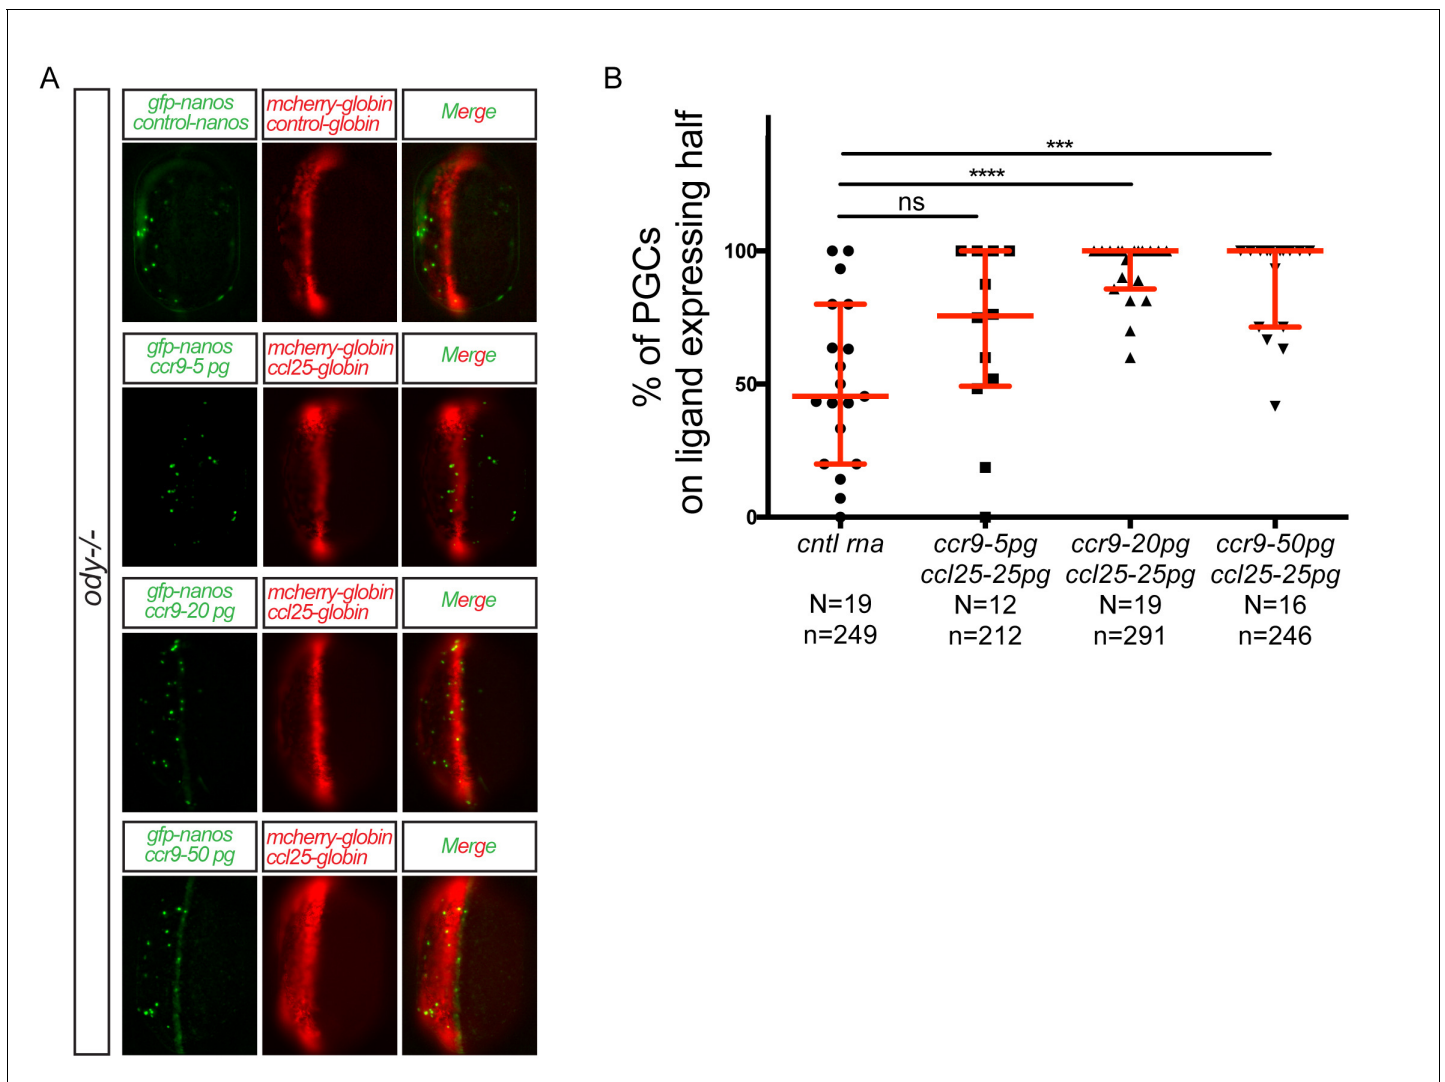 A
gfp-nanos
control-nanos
mcherry-globin
control-globin
Merge
gfp-nanos
ccr9-5 pg
mcherry-globin
ccl25-globin
Merge
gfp-nanos
ccr9-20 pg
mcherry-globin
ccl25-globin
Merge
gfp-nanos
ccr9-50 pg
mcherry-globin
ccl25-globin
Merge
ody-/-
B
% of PGCs
on ligand expressing half
***
****
ns
100
50
0
cntl rna
N=19
n=249
ccr9-5pg
ccl25-25pg
N=12
n=212
ccr9-20pg
ccl25-25pg
N=19
n=291
ccr9-50pg
ccl25-25pg
N=16
n=246